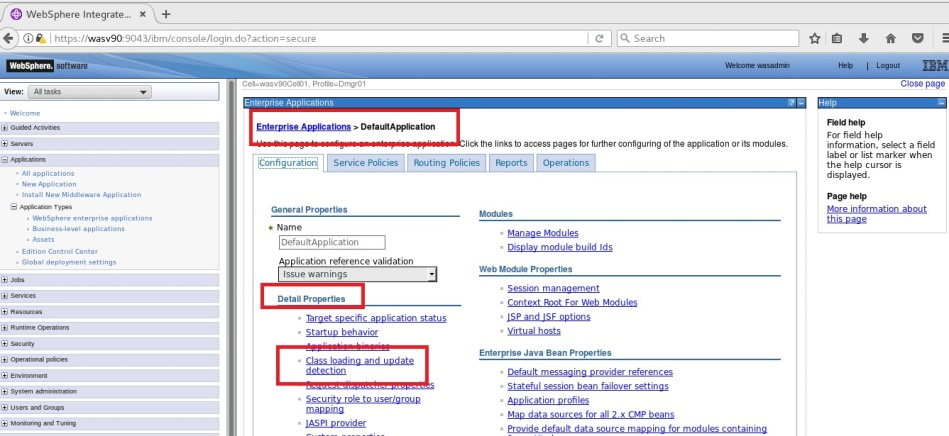 WebSphere Integrate...
https://wasv90:9043/ibm/console/login.do?action=secure
Search
WebSphere. software
Welcome wasadmin
Help
Logout
IBM
View: All tasks
Welcome
Guided Activities
Servers
Applications
All applications
New Application
Install New Middleware Application
Application Types
WebSphere enterprise applications
Business-level applications
Assets
Edition Control Center
Global deployment settings
Jobs
Services
Resources
Runtime Operations
Security
Operational policies
Environment
System administration
Users and Groups
Monitoring and Tuning
Cell=wasv90Cell01, Profile=Dmgr01
Close page
Enterprise Applications
Enterprise Applications > DefaultApplication
Use this page to configure an enterprise application. Click the links to access pages for further configuring of the application or its modules.
Configuration
Service Policies
Routing Policies
Reports
Operations
General Properties
Name
DefaultApplication
Application reference validation
Issue warnings
Detail Properties
Target specific application status
Startup behavior
Application binaries
Class loading and update
detection
Request dispatcher properties
Security role to user/group
mapping
JASPI provider
Custom properties
Modules
Manage Modules
Display module build Ids
Web Module Properties
Session management
Context Root For Web Modules
JSP and JSF options
Virtual hosts
Enterprise Java Bean Properties
Default messaging provider references
Stateful session bean failover settings
Application profiles
Map data sources for all 2.x CMP beans
Provide default data source mapping for modules containing
Help
Field help
For field help
information, select a field
label or list marker when
the help cursor is
displayed.
Page help
More information about
this page